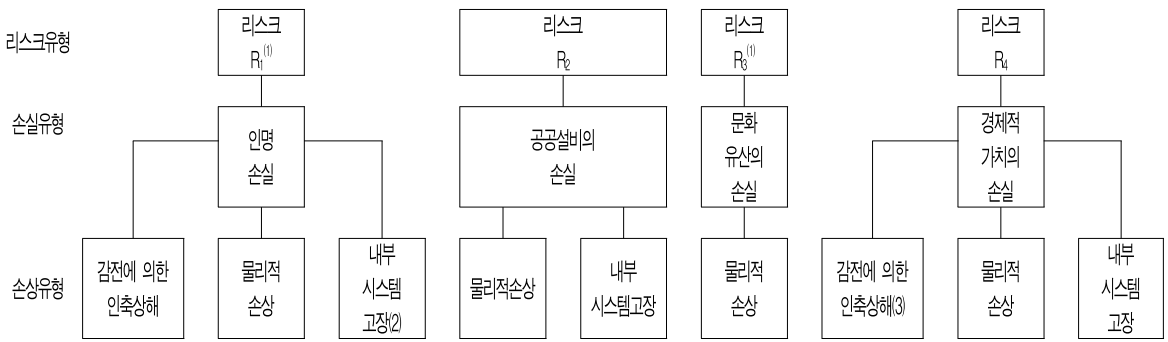 리스크유형
리스크
R₁⁽¹⁾
리스크
R₂
리스크
R₃⁽¹⁾
리스크
R₄
손실유형
인명
손실
공공설비의
손실
문화
유산의
손실
경제적
가치의
손실
손상유형
감전에 의한
인축상해
물리적
손상
내부
시스템
고장(2)
물리적손상
내부
시스템고장
물리적
손상
감전에 의한
인축상해(3)
물리적
손상
내부
시스템
고장